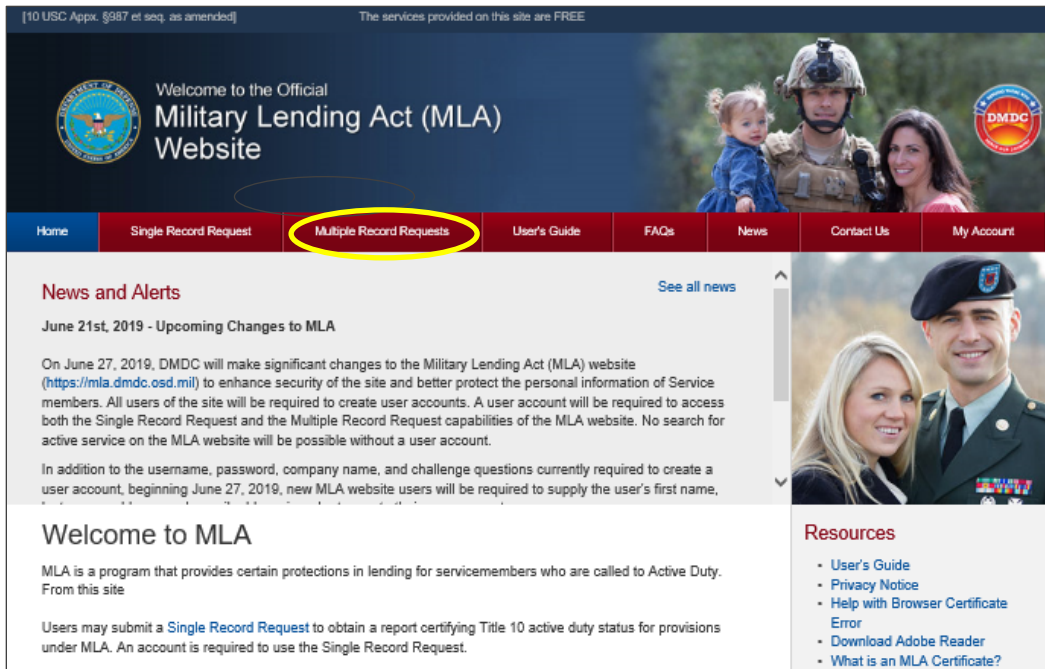 [10 USC Appx. §987 et seq. as amended]
The services provided on this site are FREE
Welcome to the Official
Military Lending Act (MLA)
Website
DMDC
Home
Single Record Request
Multiple Record Requests
User's Guide
FAQs
News
Contact Us
My Account
News and Alerts
See all news
June 21st, 2019 - Upcoming Changes to MLA
On June 27, 2019, DMDC will make significant changes to the Military Lending Act (MLA) website
(https://mla.dmdc.osd.mil) to enhance security of the site and better protect the personal information of Service
members. All users of the site will be required to create user accounts. A user account will be required to access
both the Single Record Request and the Multiple Record Request capabilities of the MLA website. No search for
active service on the MLA website will be possible without a user account.
In addition to the username, password, company name, and challenge questions currently required to create a
user account, beginning June 27, 2019, new MLA website users will be required to supply the user's first name,
Welcome to MLA
MLA is a program that provides certain protections in lending for servicemembers who are called to Active Duty.
From this site
Users may submit a Single Record Request to obtain a report certifying Title 10 active duty status for provisions
under MLA. An account is required to use the Single Record Request.
Resources
User's Guide
Privacy Notice
Help with Browser Certificate
Error
Download Adobe Reader
What is an MLA Certificate?